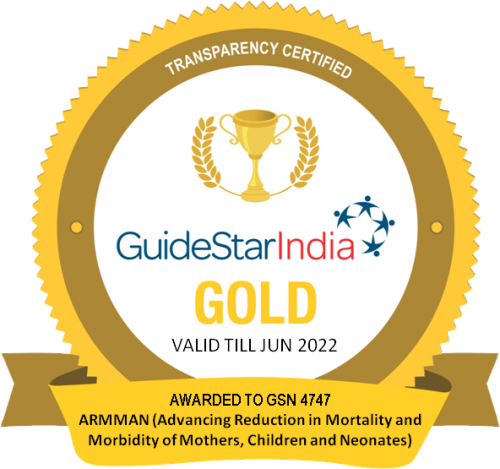 TRANSPARENCY CERTIFIED
GuideStarIndia
GOLD
VALID TILL JUN 2022
AWARDED TO GSN 4747
ARMMAN (Advancing Reduction in Mortality and
Morbidity of Mothers, Children and Neonates)